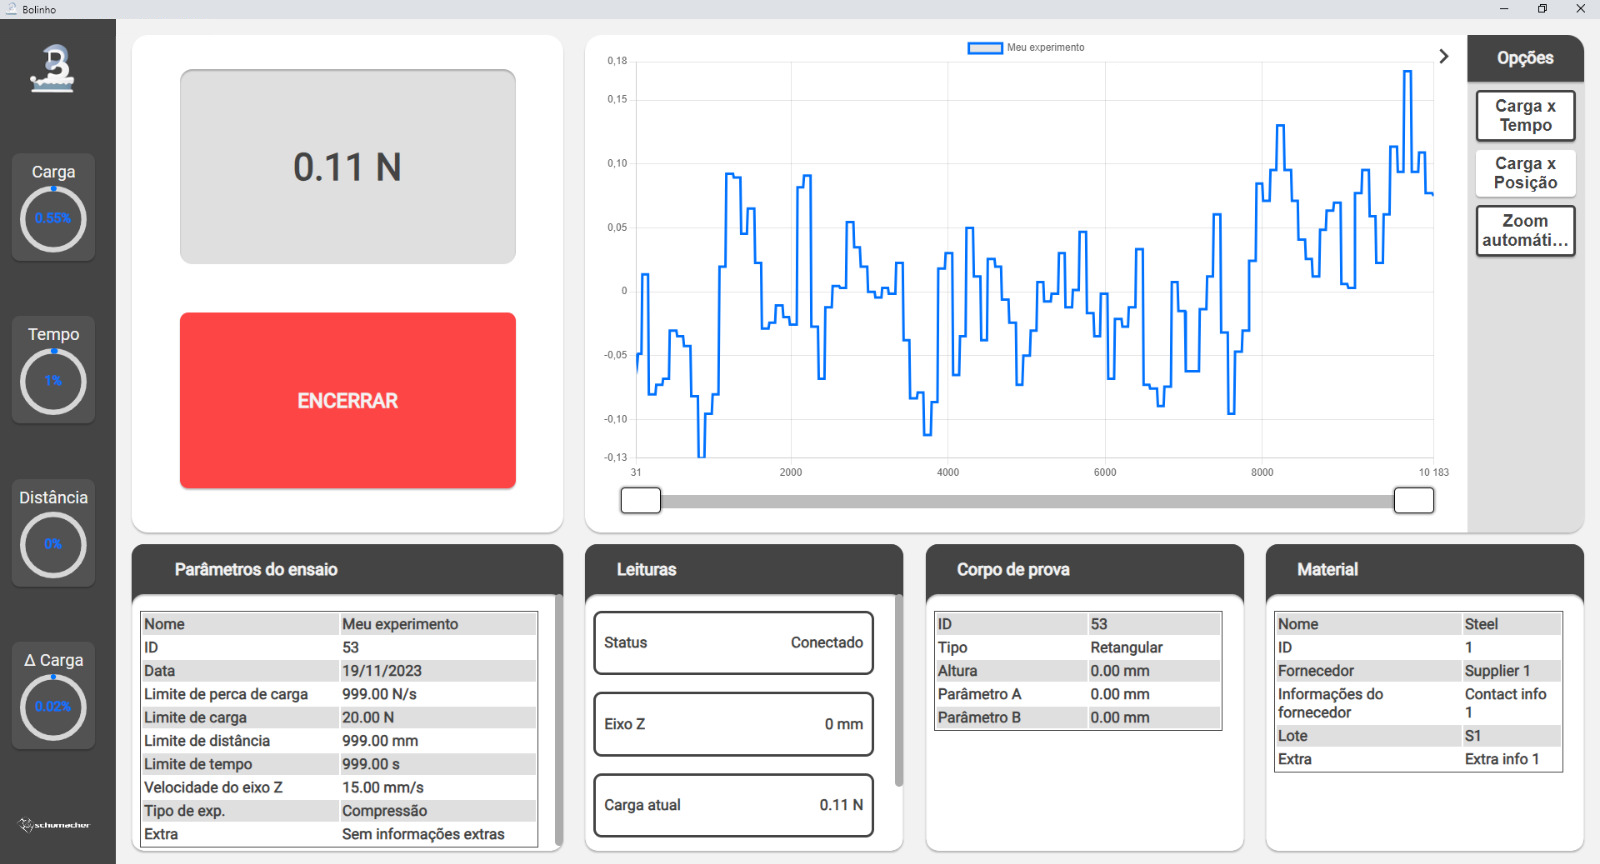 Bolinho
Carga
0.55%
Tempo
1%
Distância
0%
Δ Carga
0.02%
schumacher
0.11 N
ENCERRAR
Meu experimento
0,18
0,15
0,10
0,05
0
-0,05
-0,10
-0,13
31
2000
4000
6000
8000
10 183
Opções
Carga x
Tempo
Carga x
Posição
Zoom
automáti...
Parâmetros do ensaio
Nome Meu experimento
ID 53
Data 19/11/2023
Limite de perca de carga 999.00 N/s
Limite de carga 20.00 N
Limite de distância 999.00 mm
Limite de tempo 999.00 s
Velocidade do eixo Z 15.00 mm/s
Tipo de exp. Compressão
Extra Sem informações extras
Leituras
Status Conectado
Eixo Z 0 mm
Carga atual 0.11 N
Corpo de prova
ID 53
Tipo Retangular
Altura 0.00 mm
Parâmetro A 0.00 mm
Parâmetro B 0.00 mm
Material
Nome Steel
ID 1
Fornecedor Supplier 1
Informações do Contact info
fornecedor 1
Lote S1
Extra Extra info 1